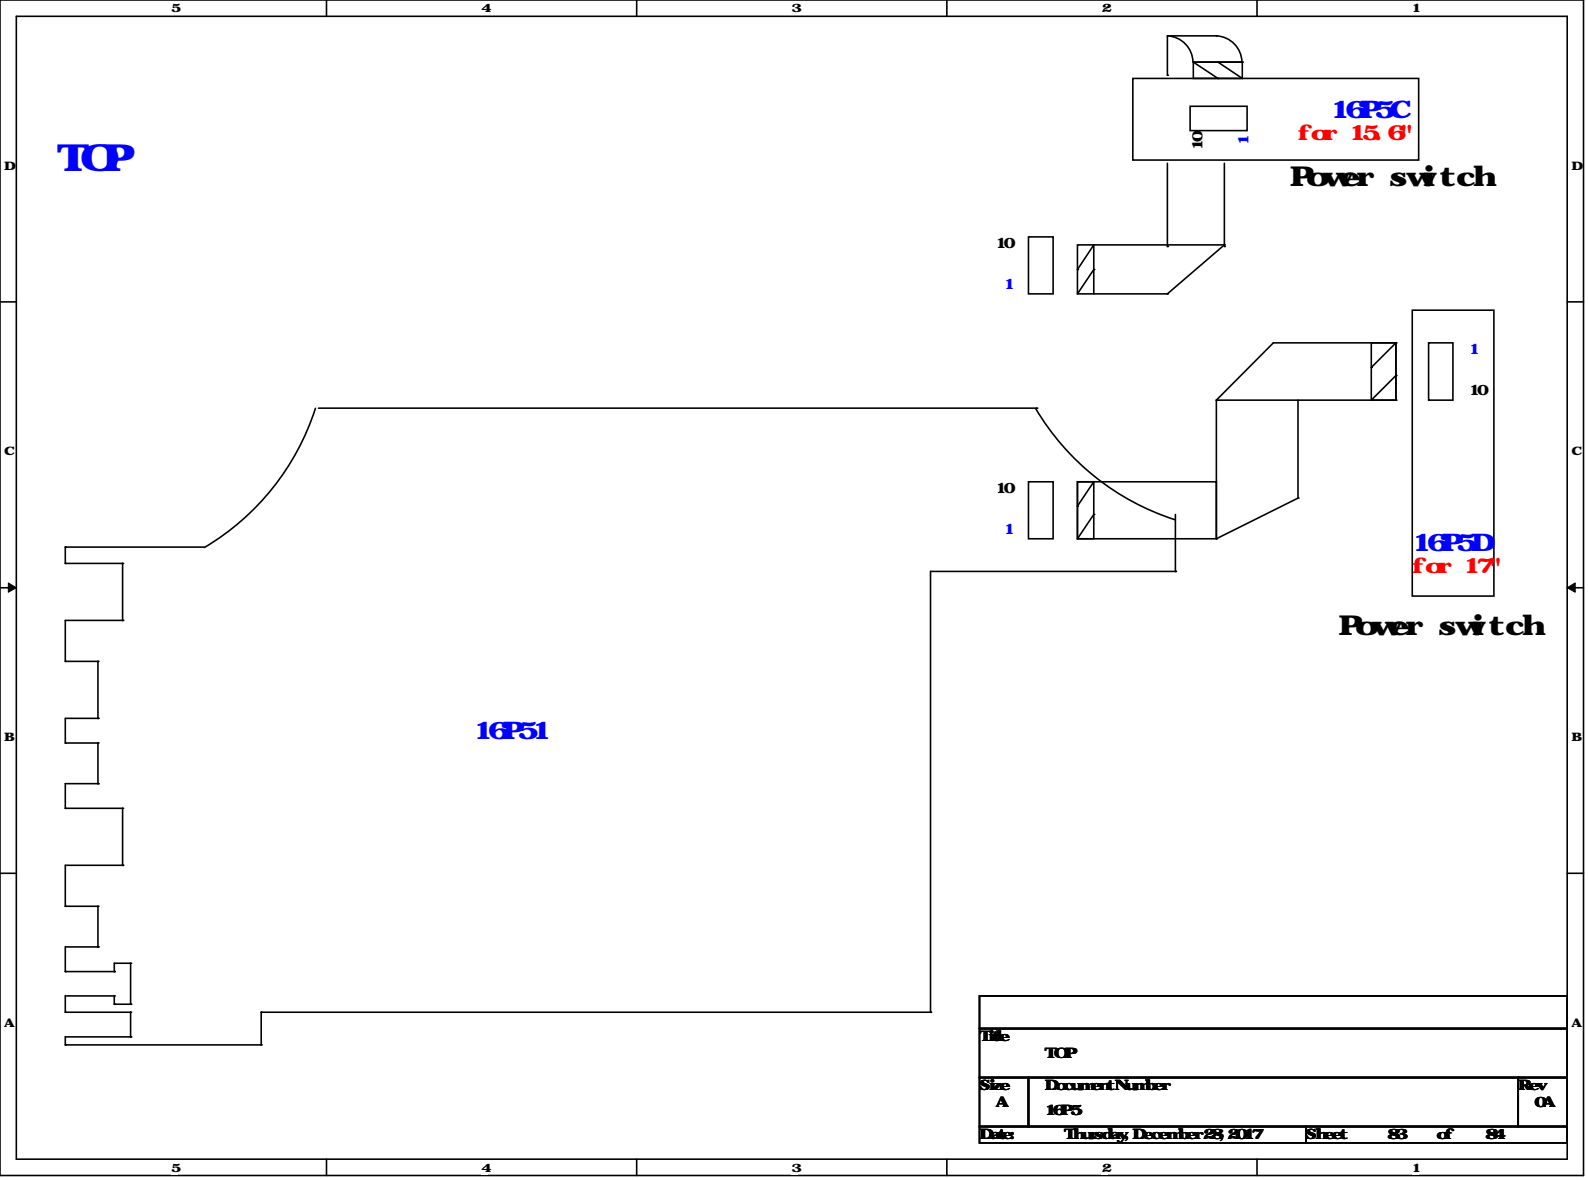 5 4 3 2 1
16P5C
for 15.6"
10 1
TOP
D D
Power switch
10
1
1
10
C C
10
1
16P5D
for 17"
Power switch
16P51
B B
A A
Title
TOP
Size Document Number Rev
A 16P5 0A
Date: Thursday, December 28, 2017 Sheet 83 of 84
5 4 3 2 1